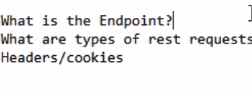 What is the Endpoint?
What are types of rest requests
Headers/cookies